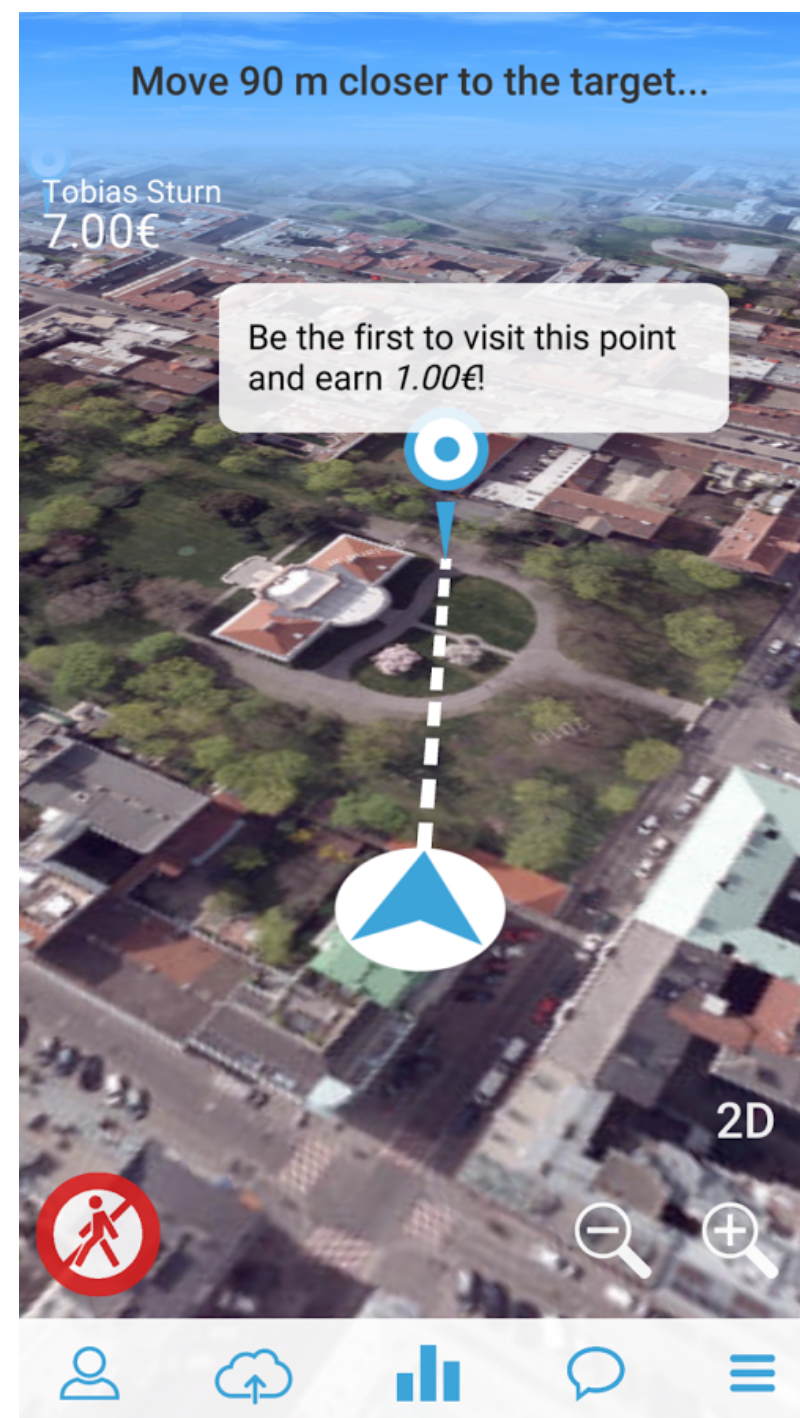 Move 90 m closer to the target...
Tobias Sturn
7.00€
Be the first to visit this point
and earn 1.00€!
2D